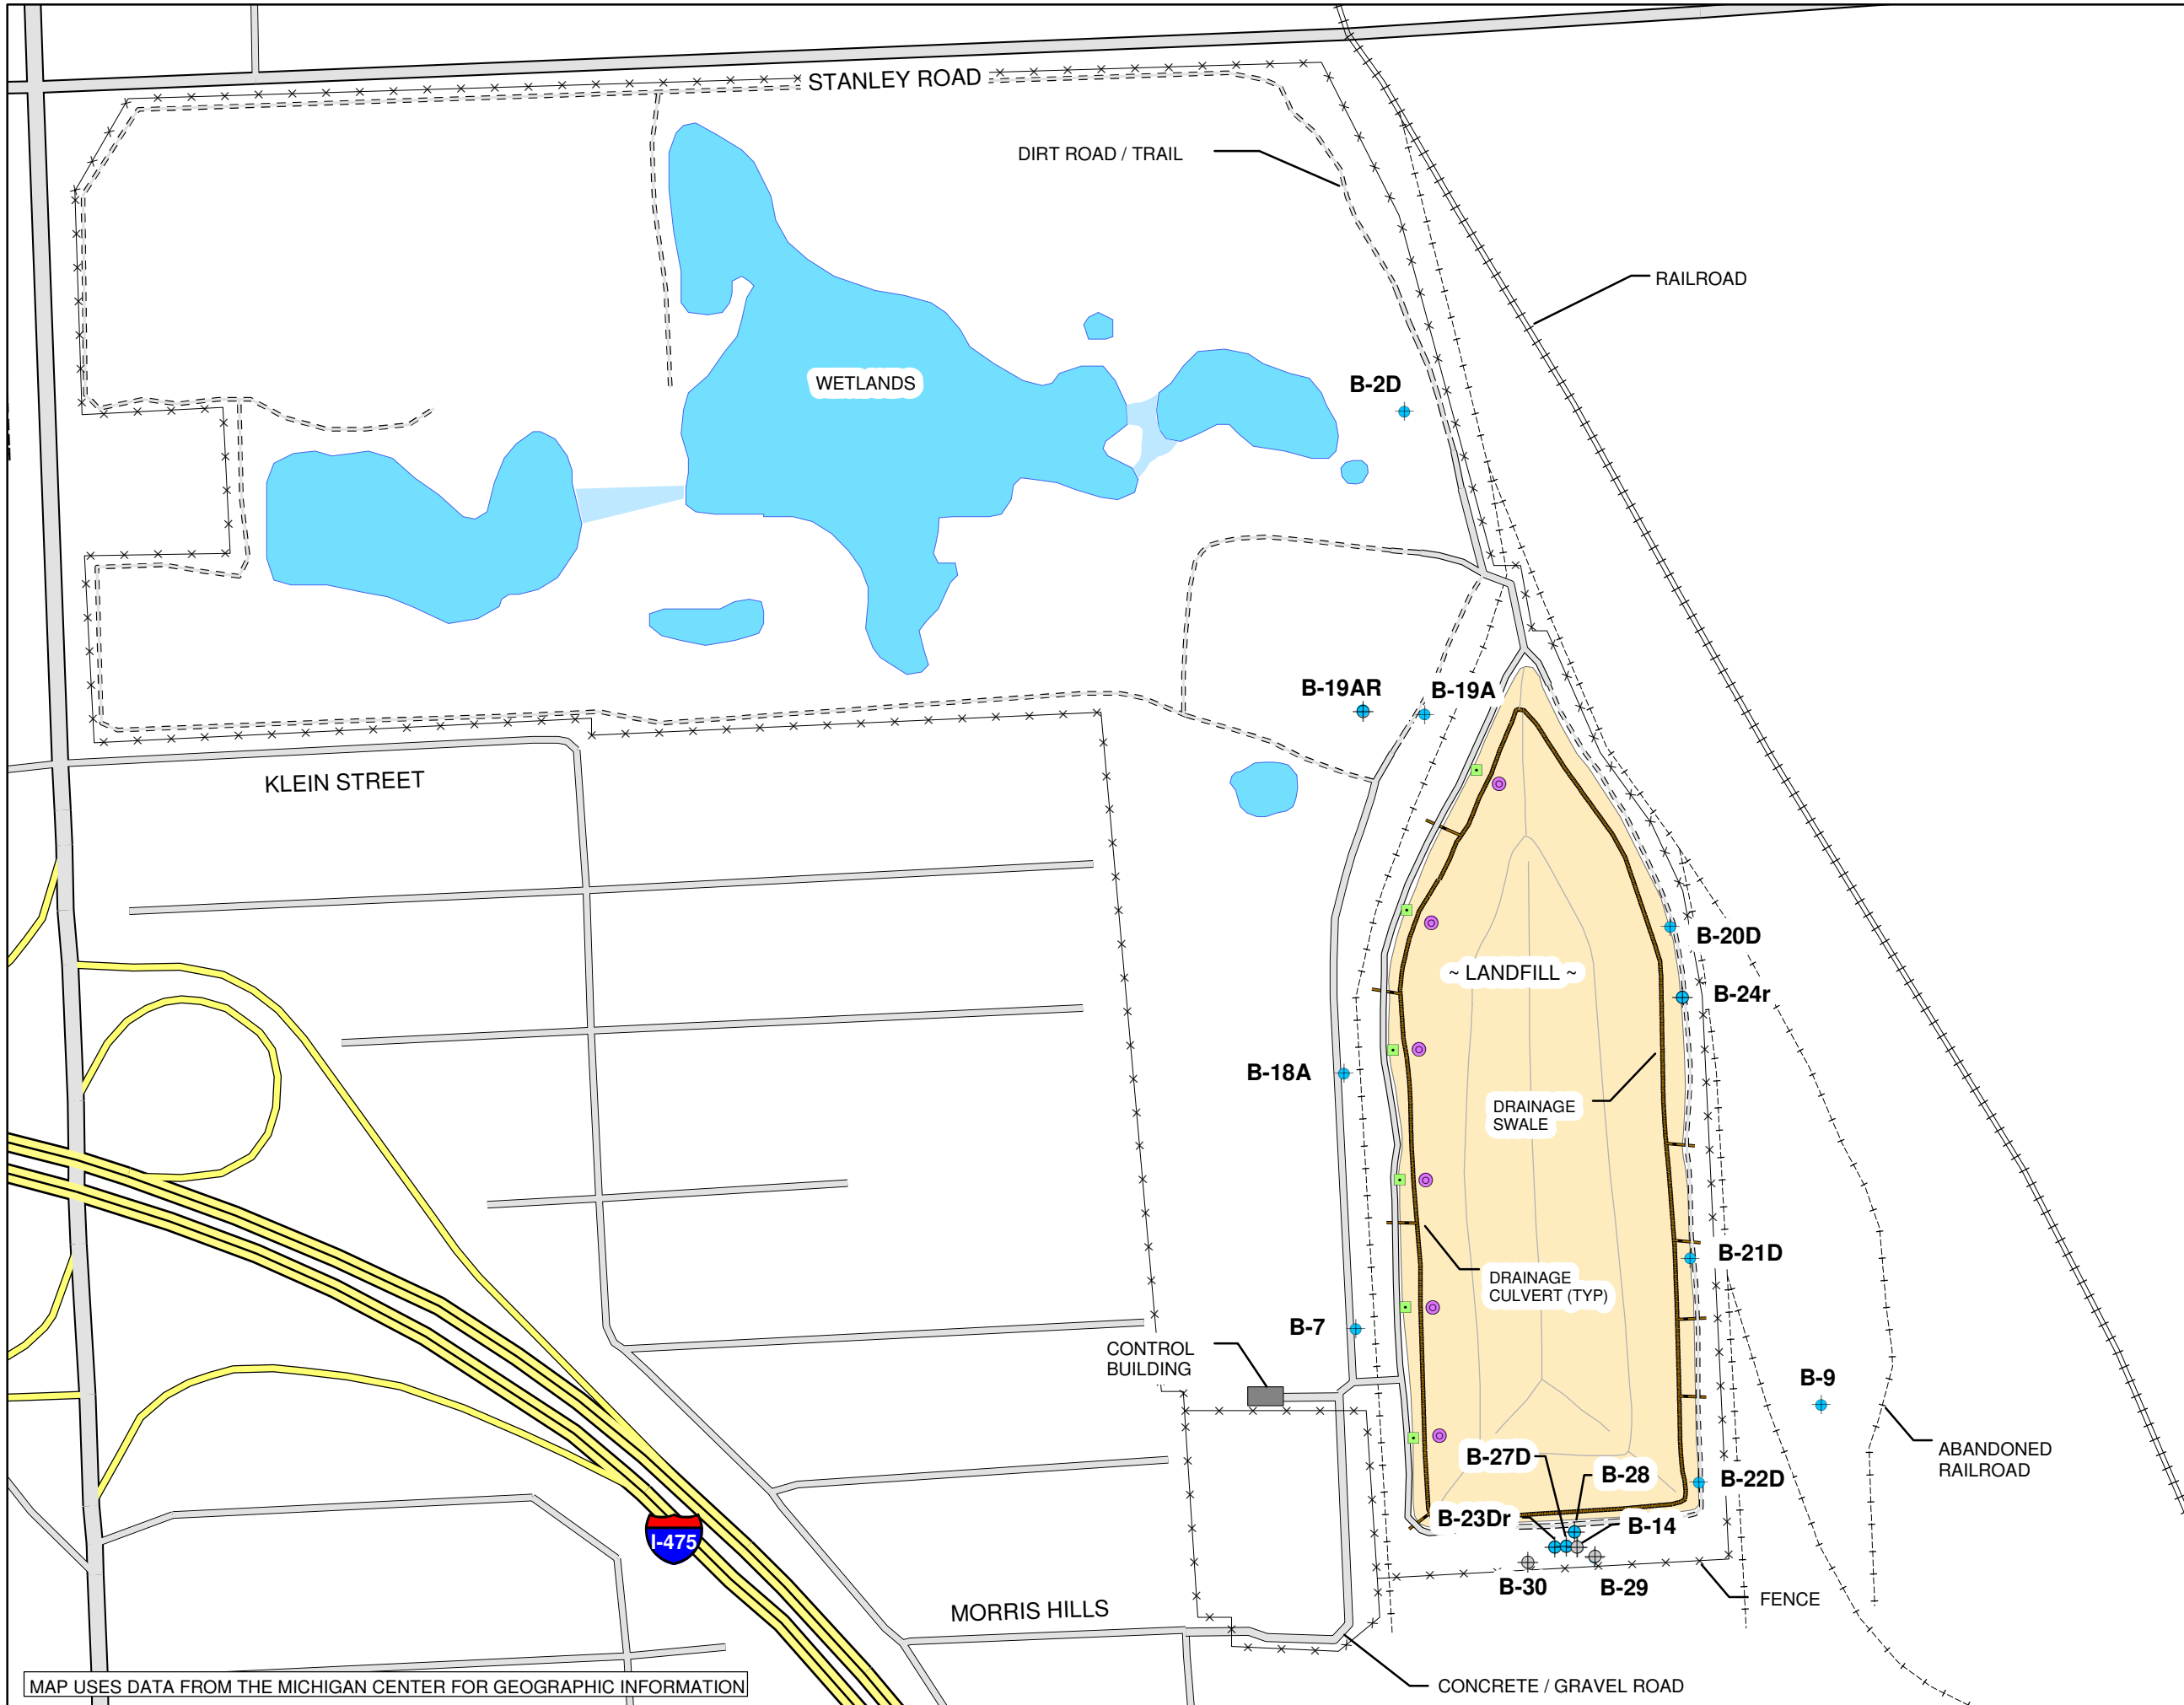 STANLEY ROAD
DIRT ROAD / TRAIL
RAILROAD
WETLANDS
B-2D
B-19AR
B-19A
KLEIN STREET
B-20D
~ LANDFILL ~
B-24r
B-18A
DRAINAGE
SWALE
B-21D
DRAINAGE
CULVERT (TYP)
B-7
CONTROL
BUILDING
B-9
ABANDONED
RAILROAD
B-27D
B-28
B-22D
B-23Dr
B-14
I-475
B-30
B-29
FENCE
MORRIS HILLS
CONCRETE / GRAVEL ROAD
MAP USES DATA FROM THE MICHIGAN CENTER FOR GEOGRAPHIC INFORMATION